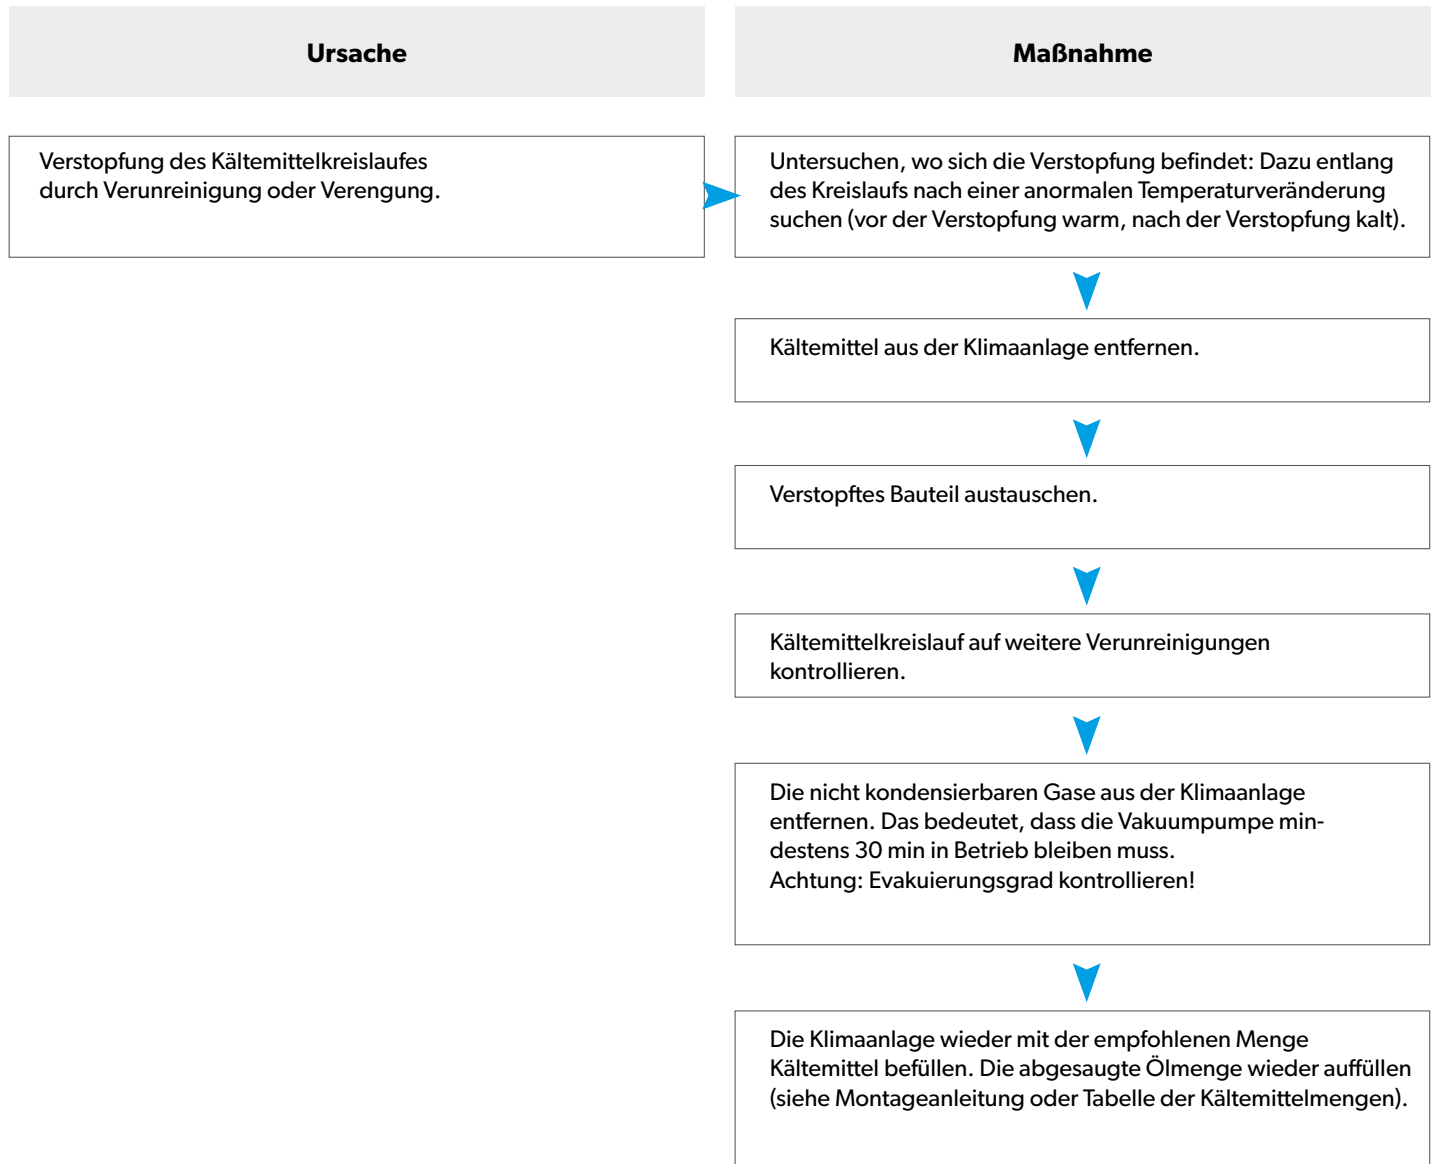 Ursache
Maßnahme
Verstopfung des Kältemittelkreislaufes
durch Verunreinigung oder Verengung.
Untersuchen, wo sich die Verstopfung befindet: Dazu entlang
des Kreislaufs nach einer anormalen Temperaturveränderung
suchen (vor der Verstopfung warm, nach der Verstopfung kalt).
Kältemittel aus der Klimaanlage entfernen.
Verstopftes Bauteil austauschen.
Kältemittelkreislauf auf weitere Verunreinigungen
kontrollieren.
Die nicht kondensierbaren Gase aus der Klimaanlage
entfernen. Das bedeutet, dass die Vakuumpumpe min-
destens 30 min in Betrieb bleiben muss.
Achtung: Evakuierungsgrad kontrollieren!
Die Klimaanlage wieder mit der empfohlenen Menge
Kältemittel befüllen. Die abgesaugte Ölmenge wieder auffüllen
(siehe Montageanleitung oder Tabelle der Kältemittelmengen).